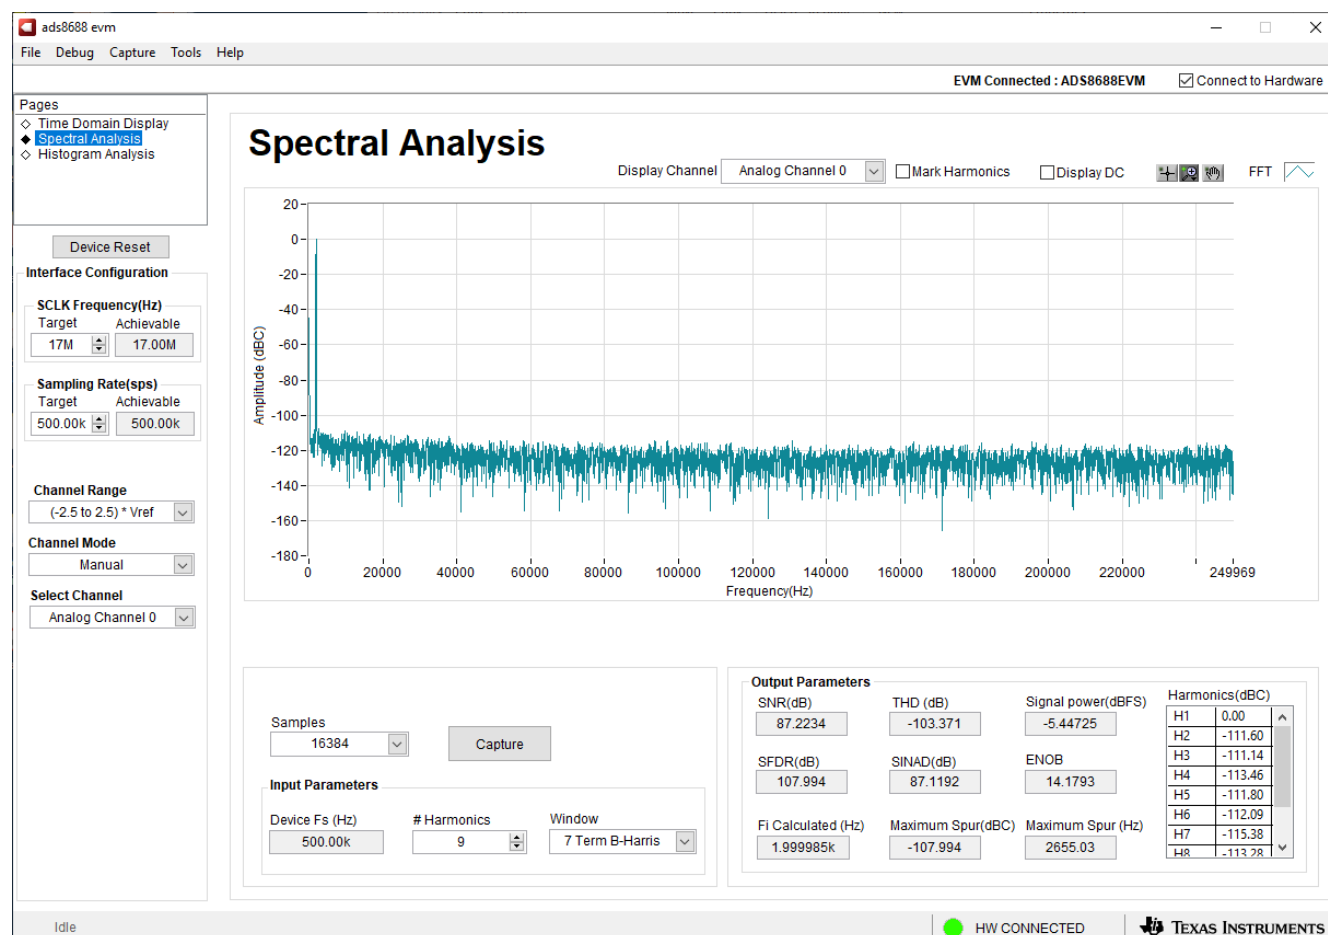 ads8688 evm
File Debug Capture Tools Help
EVM Connected : ADS8688EVM Connect to Hardware
Pages
Time Domain Display
Spectral Analysis
Histogram Analysis
Device Reset
Interface Configuration
SCLK Frequency(Hz)
Target Achievable
17M 17.00M
Sampling Rate(sps)
Target Achievable
500.00k 500.00k
Channel Range
(-2.5 to 2.5) * Vref
Channel Mode
Manual
Select Channel
Analog Channel 0
Spectral Analysis
Display Channel Analog Channel 0 Mark Harmonics Display DC FFT
Amplitude (dBC)
20
0
-20
-40
-60
-80
-100
-120
-140
-160
-180
0 20000 40000 60000 80000 100000 120000 140000 160000 180000 200000 220000 249969
Frequency(Hz)
Samples
16384
Capture
Input Parameters
Device Fs (Hz) # Harmonics Window
500.00k 9 7 Term B-Harris
Output Parameters
SNR(dB) THD (dB) Signal power(dBFS)
87.2234 -103.371 -5.44725
SFDR(dB) SINAD(dB) ENOB
107.994 87.1192 14.1793
Fi Calculated (Hz) Maximum Spur(dBC) Maximum Spur (Hz)
1.999985k -107.994 2655.03
Harmonics(dBC)
H1 0.00
H2 -111.60
H3 -111.14
H4 -113.46
H5 -111.80
H6 -112.09
H7 -115.38
H8 -113.28
Idle HW CONNECTED TEXAS INSTRUMENTS